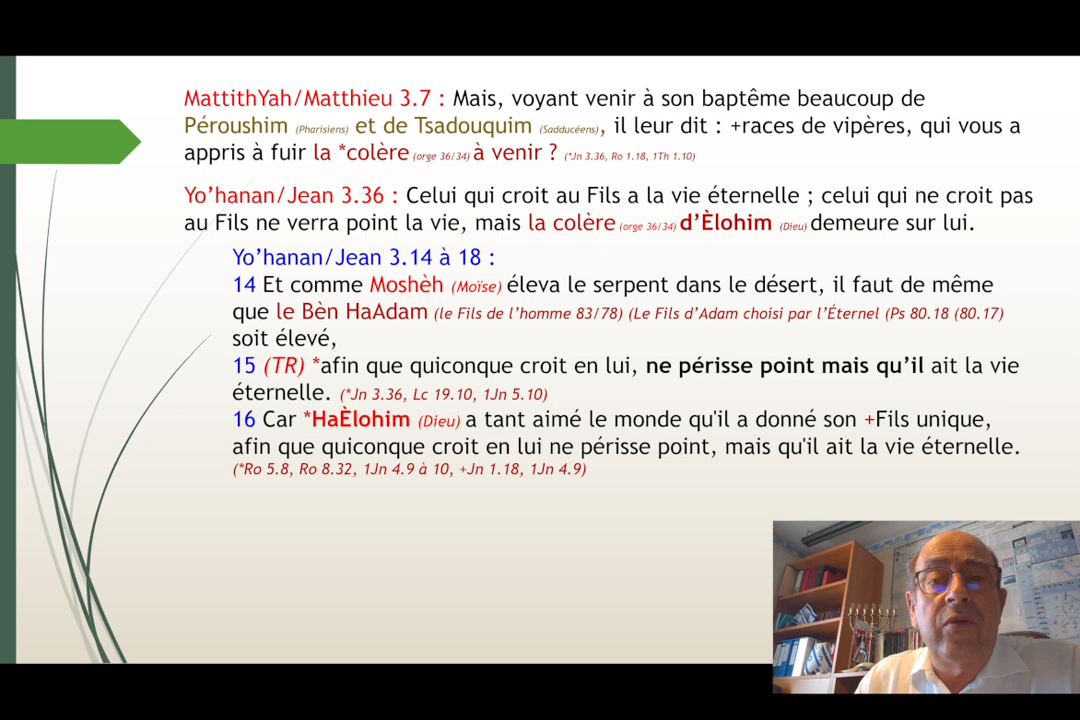 MattithYah/Matthieu 3.7 : Mais, voyant venir à son baptême beaucoup de
Péroushim (Pharisiens) et de Tsadouquim (Sadducéens), il leur dit : +races de vipères, qui vous a
appris à fuir la *colère (orge 36/34) à venir ? (*Jn 3.36, Ro 1.18, 1Th 1.10)
Yo’hanan/Jean 3.36 : Celui qui croit au Fils a la vie éternelle ; celui qui ne croit pas
au Fils ne verra point la vie, mais la colère (orge 36/34) d’Èlohim (Dieu) demeure sur lui.
Yo’hanan/Jean 3.14 à 18 :
14 Et comme Moshèh (Moïse) éleva le serpent dans le désert, il faut de même
que le Bèn HaAdam (le Fils de l’homme 83/78) (Le Fils d’Adam choisi par l’Éternel (Ps 80.18 (80.17)
soit élevé,
15 (TR) *afin que quiconque croit en lui, ne périsse point mais qu’il ait la vie
éternelle. (*Jn 3.36, Lc 19.10, 1Jn 5.10)
16 Car *HaÈlohim (Dieu) a tant aimé le monde qu'il a donné son +Fils unique,
afin que quiconque croit en lui ne périsse point, mais qu'il ait la vie éternelle.
(*Ro 5.8, Ro 8.32, 1Jn 4.9 à 10, +Jn 1.18, 1Jn 4.9)